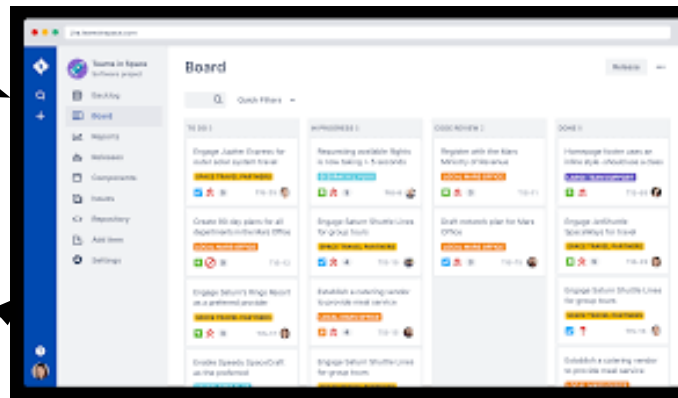 Teams in Space
Software project
Backlog
Board
Reports
Releases
Components
Issues
Repository
Add item
Settings
Board
Release
Quick Filters
TO DO 5
Engage Jupiter Express for
outer solar system travel
SPACE TRAVEL PARTNERS
Create 90 day plans for all
departments in the Mars Office
LOCAL MARS OFFICE
Engage Saturn's Rings Resort
as a preferred provider
SPACE TRAVEL PARTNERS
Enable Speedy SpaceCraft
as the preferred
IN PROGRESS 5
Requesting available flights
is now taking > 5 seconds
Engage Saturn Shuttle Lines
for group tours
SPACE TRAVEL PARTNERS
Establish a catering vendor
to provide meal service
LOCAL MARS OFFICE
Engage Saturn Shuttle Lines
for group tours
CODE REVIEW 2
Register with the Mars
Ministry of Revenue
LOCAL MARS OFFICE
Draft network plan for Mars
Office
LOCAL MARS OFFICE
Homepage footer uses an
inline style - should use a class
LARGE TEAM SUPPORT
Engage JetShuttle
SpaceWays for travel
SPACE TRAVEL PARTNERS
Engage Saturn Shuttle Lines
for group tours
SPACE TRAVEL PARTNERS
Establish a catering vendor
to provide meal service
LOCAL MARS OFFICE